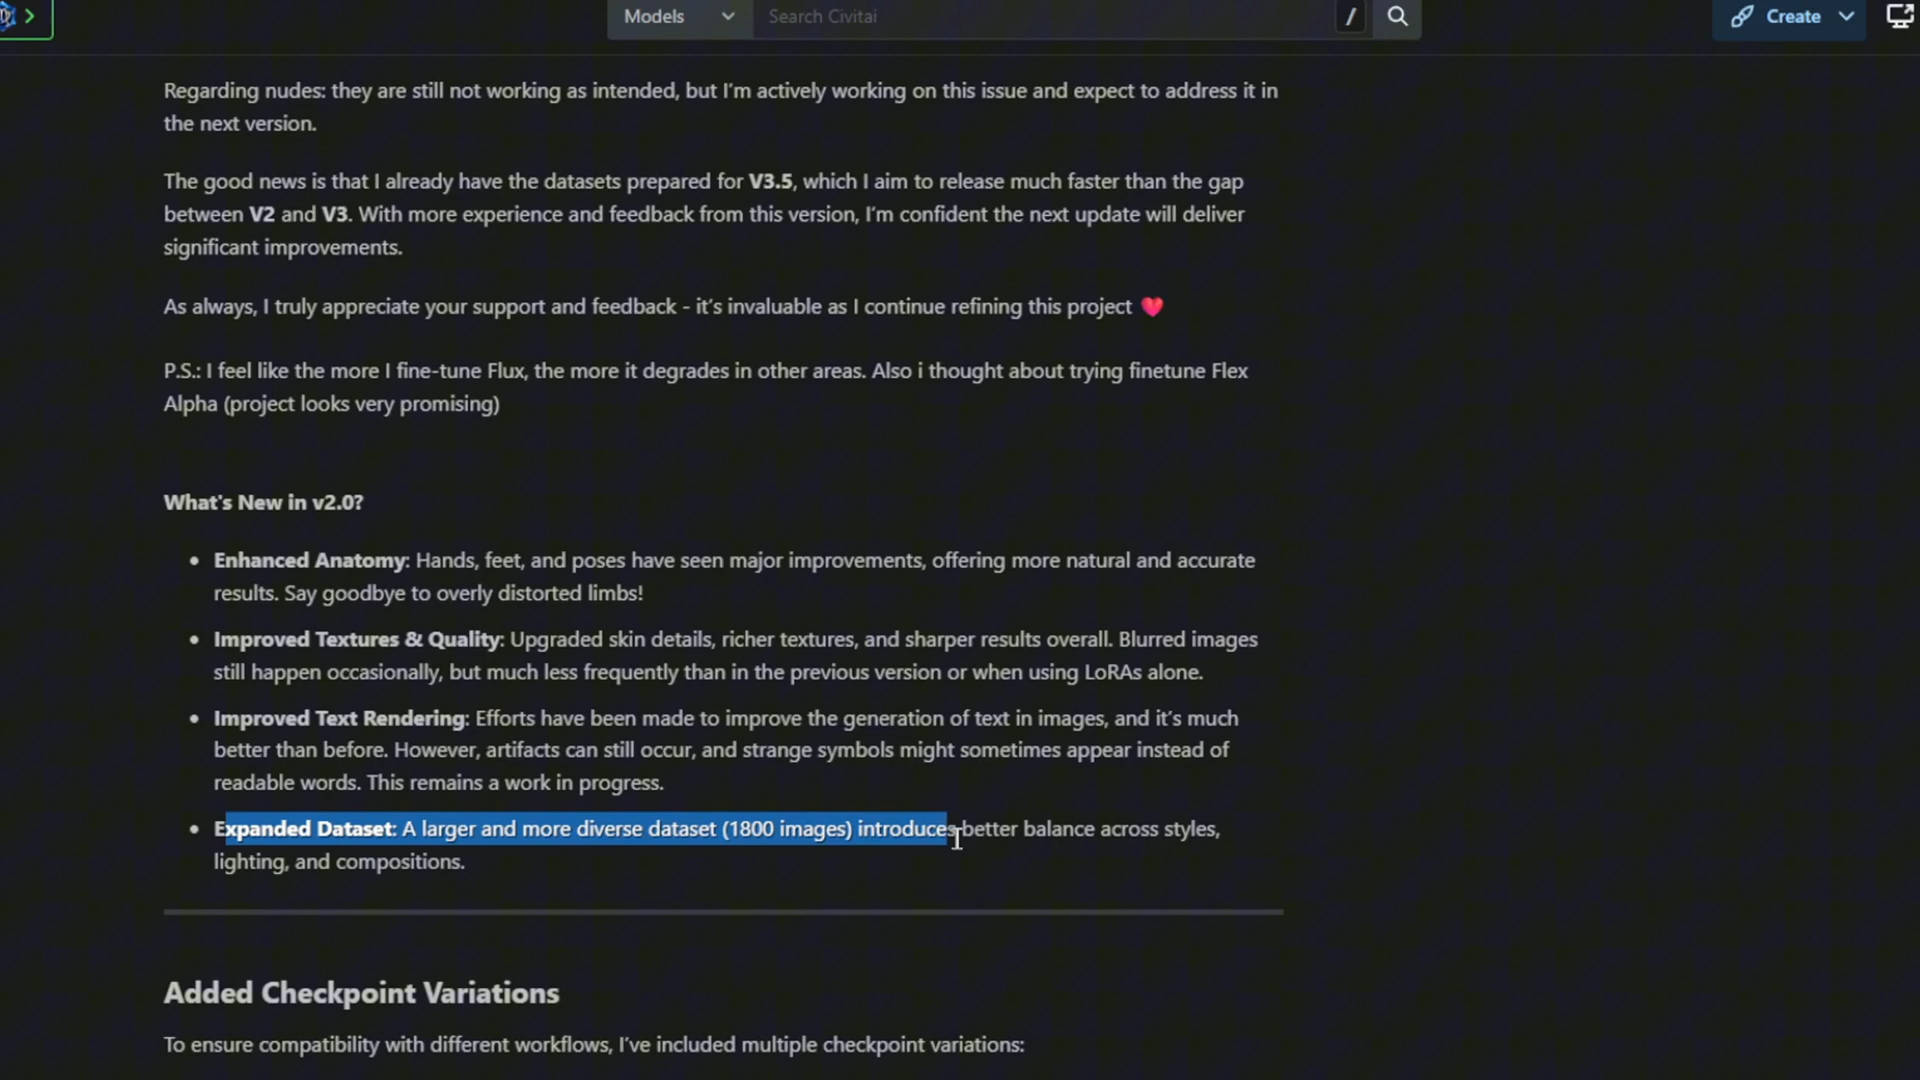 Models
Search Civitai
/
Create
Regarding nudes: they are still not working as intended, but I'm actively working on this issue and expect to address it in
the next version.
The good news is that I already have the datasets prepared for V3.5, which I aim to release much faster than the gap
between V2 and V3. With more experience and feedback from this version, I'm confident the next update will deliver
significant improvements.
As always, I truly appreciate your support and feedback - it's invaluable as I continue refining this project ❤️
P.S.: I feel like the more I fine-tune Flux, the more it degrades in other areas. Also i thought about trying finetune Flex
Alpha (project looks very promising)
What's New in v2.0?
• Enhanced Anatomy: Hands, feet, and poses have seen major improvements, offering more natural and accurate
results. Say goodbye to overly distorted limbs!
• Improved Textures & Quality: Upgraded skin details, richer textures, and sharper results overall. Blurred images
still happen occasionally, but much less frequently than in the previous version or when using LoRAs alone.
• Improved Text Rendering: Efforts have been made to improve the generation of text in images, and it's much
better than before. However, artifacts can still occur, and strange symbols might sometimes appear instead of
readable words. This remains a work in progress.
• Expanded Dataset: A larger and more diverse dataset (1800 images) introduces better balance across styles,
lighting, and compositions.
Added Checkpoint Variations
To ensure compatibility with different workflows, I've included multiple checkpoint variations: